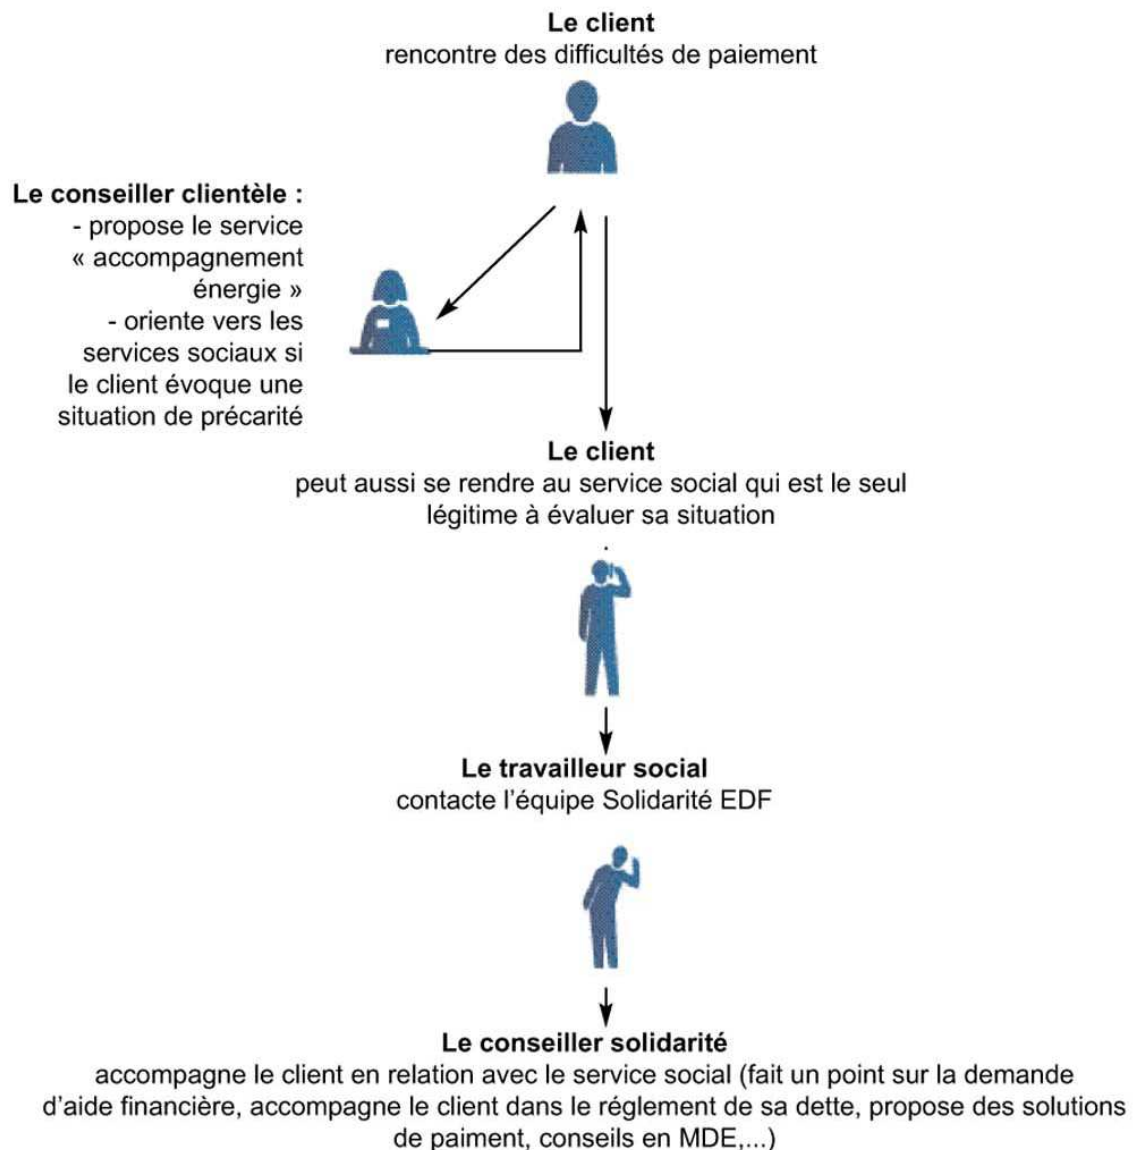 Le client
rencontre des difficultés de paiement
Le conseiller clientèle :
- propose le service
« accompagnement
énergie »
- oriente vers les
services sociaux si
le client évoque une
situation de précarité
Le client
peut aussi se rendre au service social qui est le seul
légitime à évaluer sa situation
.
Le travailleur social
contacte l'équipe Solidarité EDF
Le conseiller solidarité
accompagne le client en relation avec le service social (fait un point sur la demande
d'aide financière, accompagne le client dans le réglement de sa dette, propose des solutions
de paiment, conseils en MDE,...)